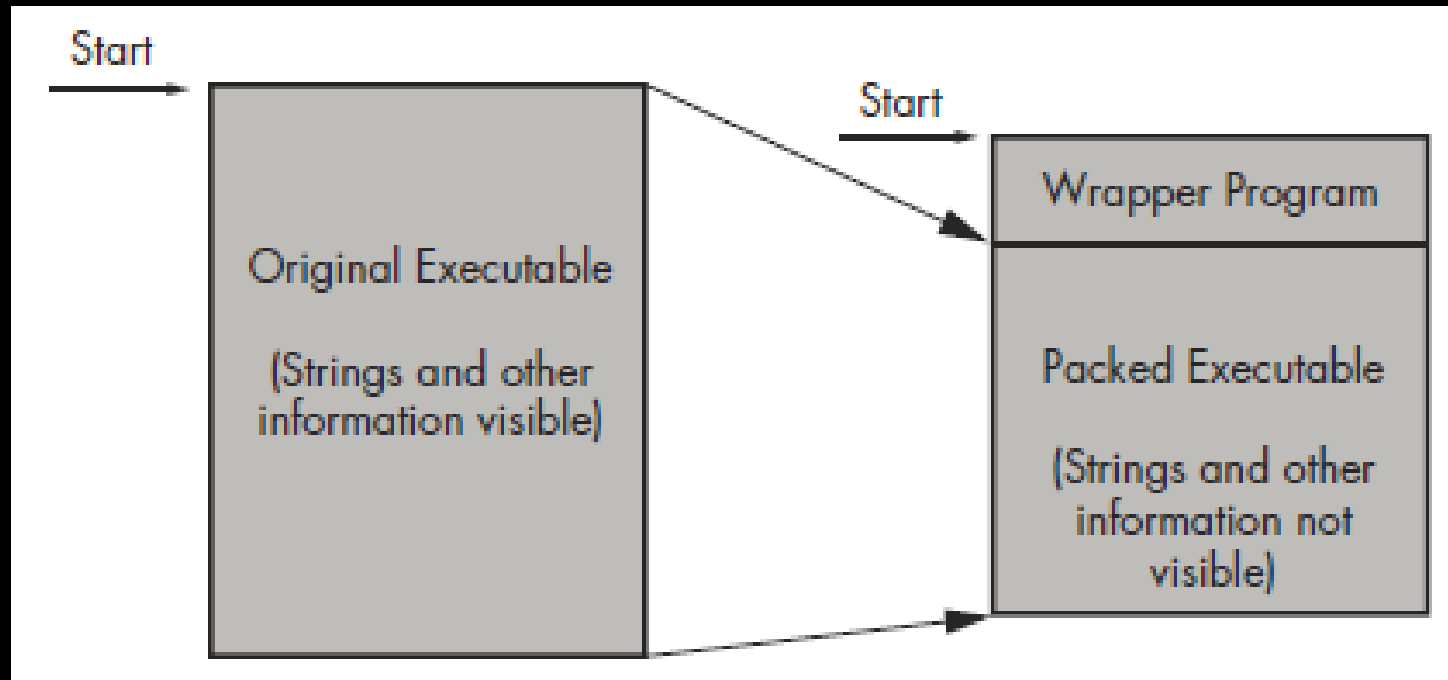 Start
Original Executable
(Strings and other
information visible)
Start
Wrapper Program
Packed Executable
(Strings and other
information not
visible)